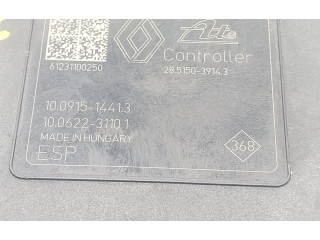 Ate
Controller
61231100250
28.5150-3914.3
10.0915-1441.3
10.0622-3110.1
MADE IN HUNGARY
ESP
368